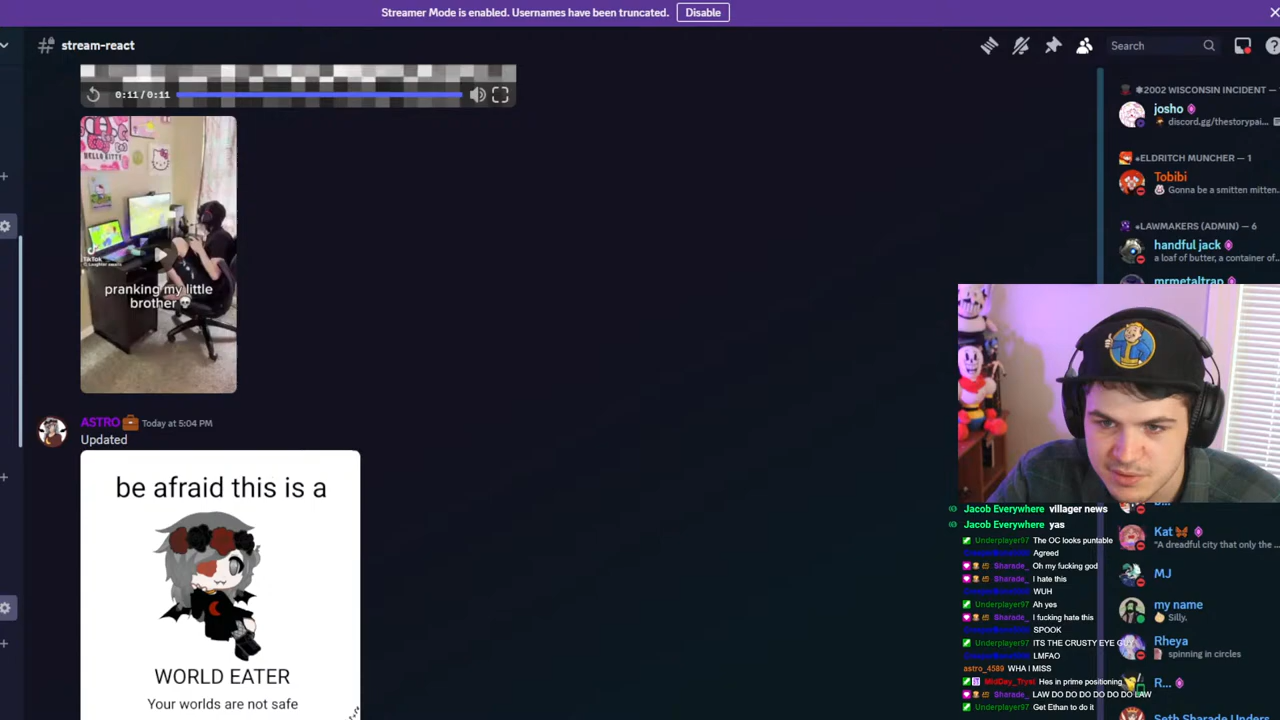 Streamer Mode is enabled. Usernames have been truncated. Disable
stream-react
Search
0:11 / 0:11
HELLO KITTY
TikTok
pranking my little
brother
ASTRO Today at 5:04 PM
Updated
be afraid this is a
WORLD EATER
Your worlds are not safe
2002 WISCONSIN INCIDENT — 
josho
discord.gg/thestorypai...
ELDRITCH MUNCHER — 1
Tobibi
Gonna be a smitten mitten...
LAWMAKERS (ADMIN) — 6
handful jack
a loaf of butter, a container of...
mrmetaltrap
Jacob Everywhere villager news
Jacob Everywhere yas
Underplayer97 The OC looks puntable
Agreed
Sharade_ Oh my fucking god
Sharade_ I hate this
WUH
Underplayer97 Ah yes
Sharade_ I fucking hate this
SPOOK
Underplayer97 ITS THE CRUSTY EYE GUY
LMFAO
astro_4589 WHA I MISS
MidDay_Tryst Hes in prime positioning
Sharade_ LAW DO DO DO DO DO DO LAW
Underplayer97 Get Ethan to do it
Kat
"A dreadful city that only the...
MJ
my name
Silly.
Rheya
spinning in circles
R...
Seth Sharade Unders